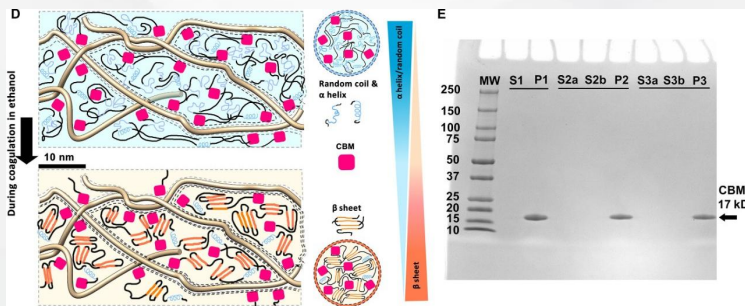 D
During coagulation in ethanol
10 nm
Random coil &
α helix
CBM
β sheet
α helix/random coil
β sheet
E
MW S1 P1 S2a S2b P2 S3a S3b P3
250
150
100
75
50
37
25
20
15
10
CBM
17 kD